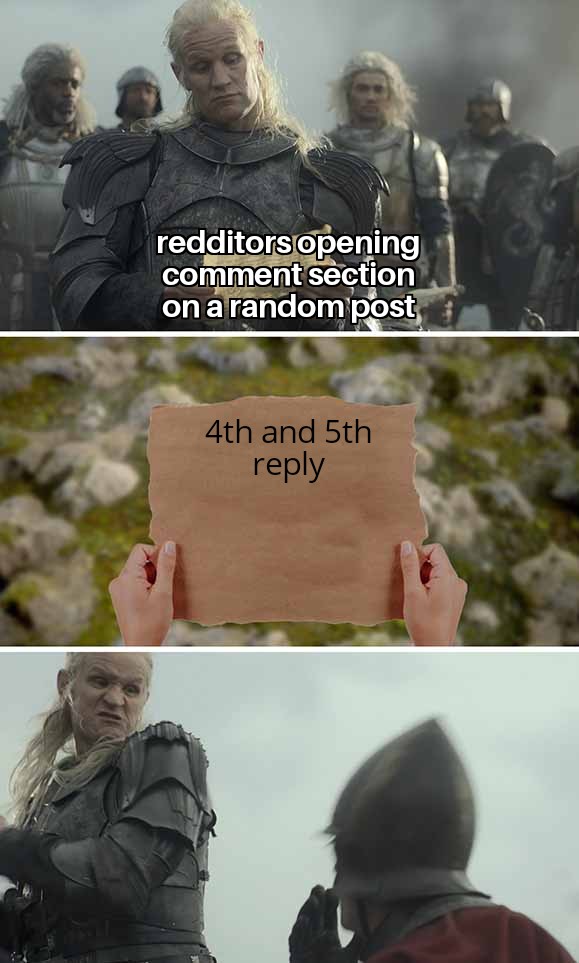 redditors opening
comment section
on a random post
4th and 5th
reply